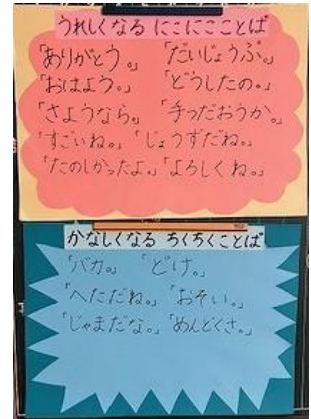 うれしくなる にこにこことば
「ありがとう。」 「だいじょうぶ。」
「おはよう。」 「どうしたの。」
「さようなら。」 「手つだおうか。」
「すごいね。」 「じょうずだね。」
「たのしかったよ。」 「よろしくね。」
かなしくなる ちくちくことば
「バカ。」 「どけ。」
「へただね。」 「おそい。」
「じゃまだな。」 「めんどくさ。」